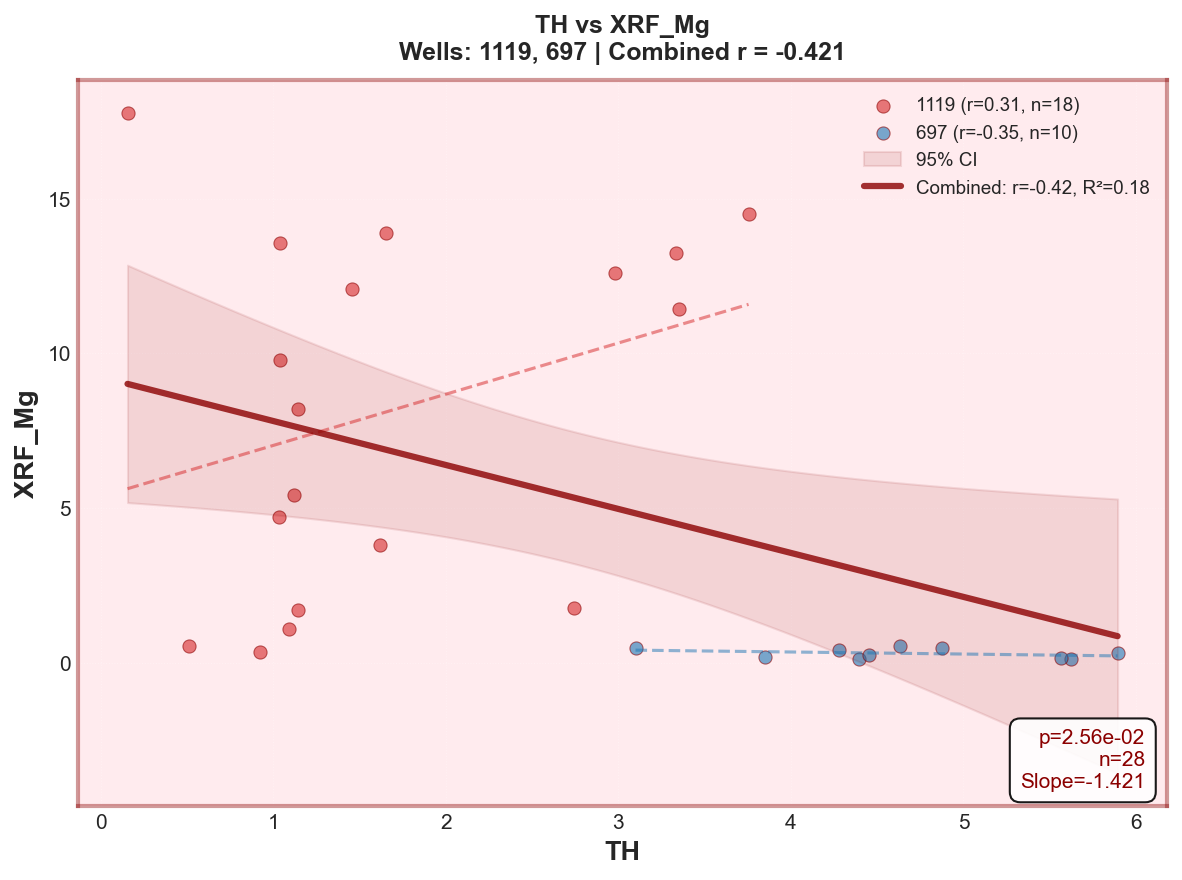 TH vs XRF_Mg
Wells: 1119, 697 | Combined r = -0.421
1119 (r=0.31, n=18)
697 (r=-0.35, n=10)
95% CI
Combined: r=-0.42, R²=0.18
XRF_Mg
15
10
5
0
p=2.56e-02
n=28
Slope=-1.421
0 1 2 3 4 5 6
TH